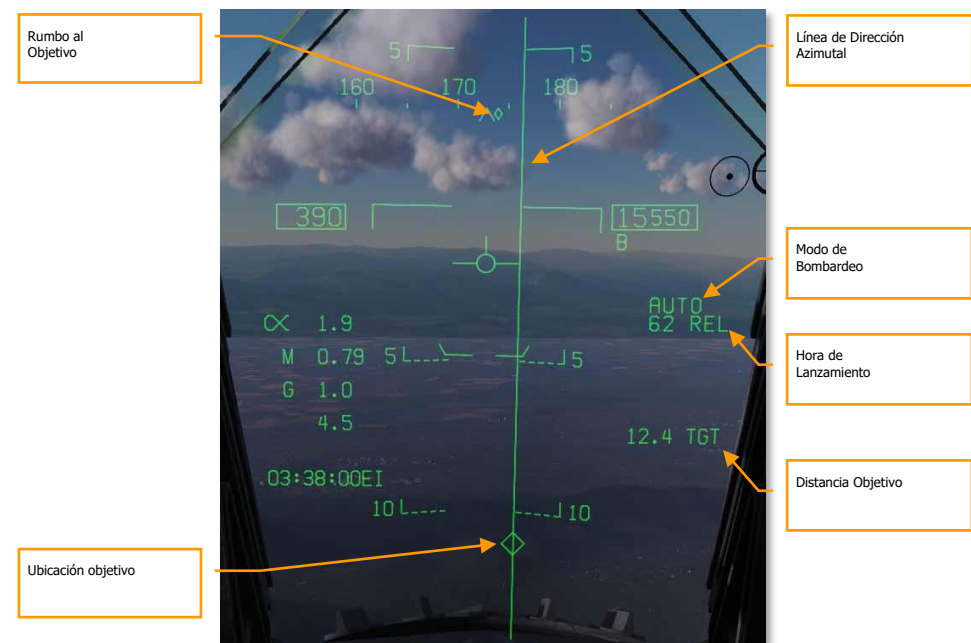 Rumbo al
Objetivo
Línea de Dirección
Azimutal
5 5
160 170 180
390 15550
B
Modo de
Bombardeo
AUTO
62 REL
α 1.9
M 0.79 5 5
G 1.0
4.5
Hora de
Lanzamiento
12.4 TGT
03:38:00EI
Distancia Objetivo
10 10
Ubicación objetivo